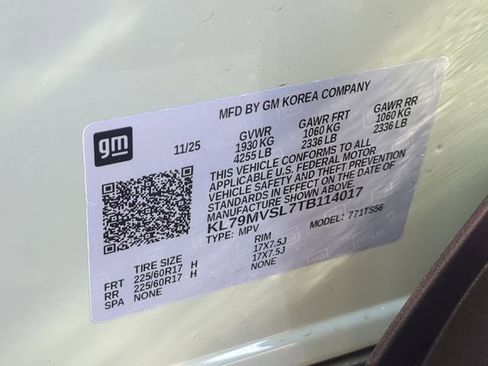 MFD BY GM KOREA COMPANY
gm
11/25
GVWR GAWR FRT GAWR RR
1930 KG 1060 KG 1060 KG
4255 LB 2336 LB 2336 LB
THIS VEHICLE CONFORMS TO ALL
APPLICABLE U.S. FEDERAL MOTOR
VEHICLE SAFETY AND THEFT PREVENTION
STANDARDS IN EFFECT ON THE DATE OF
MANUFACTURE SHOWN ABOVE.
KL79MVSL7TB114017
TYPE: MPV MODEL: 771TS56
TIRE SIZE RIM
FRT 225/60R17 H 17X7.5J
RR 225/60R17 H 17X7.5J
SPA NONE NONE